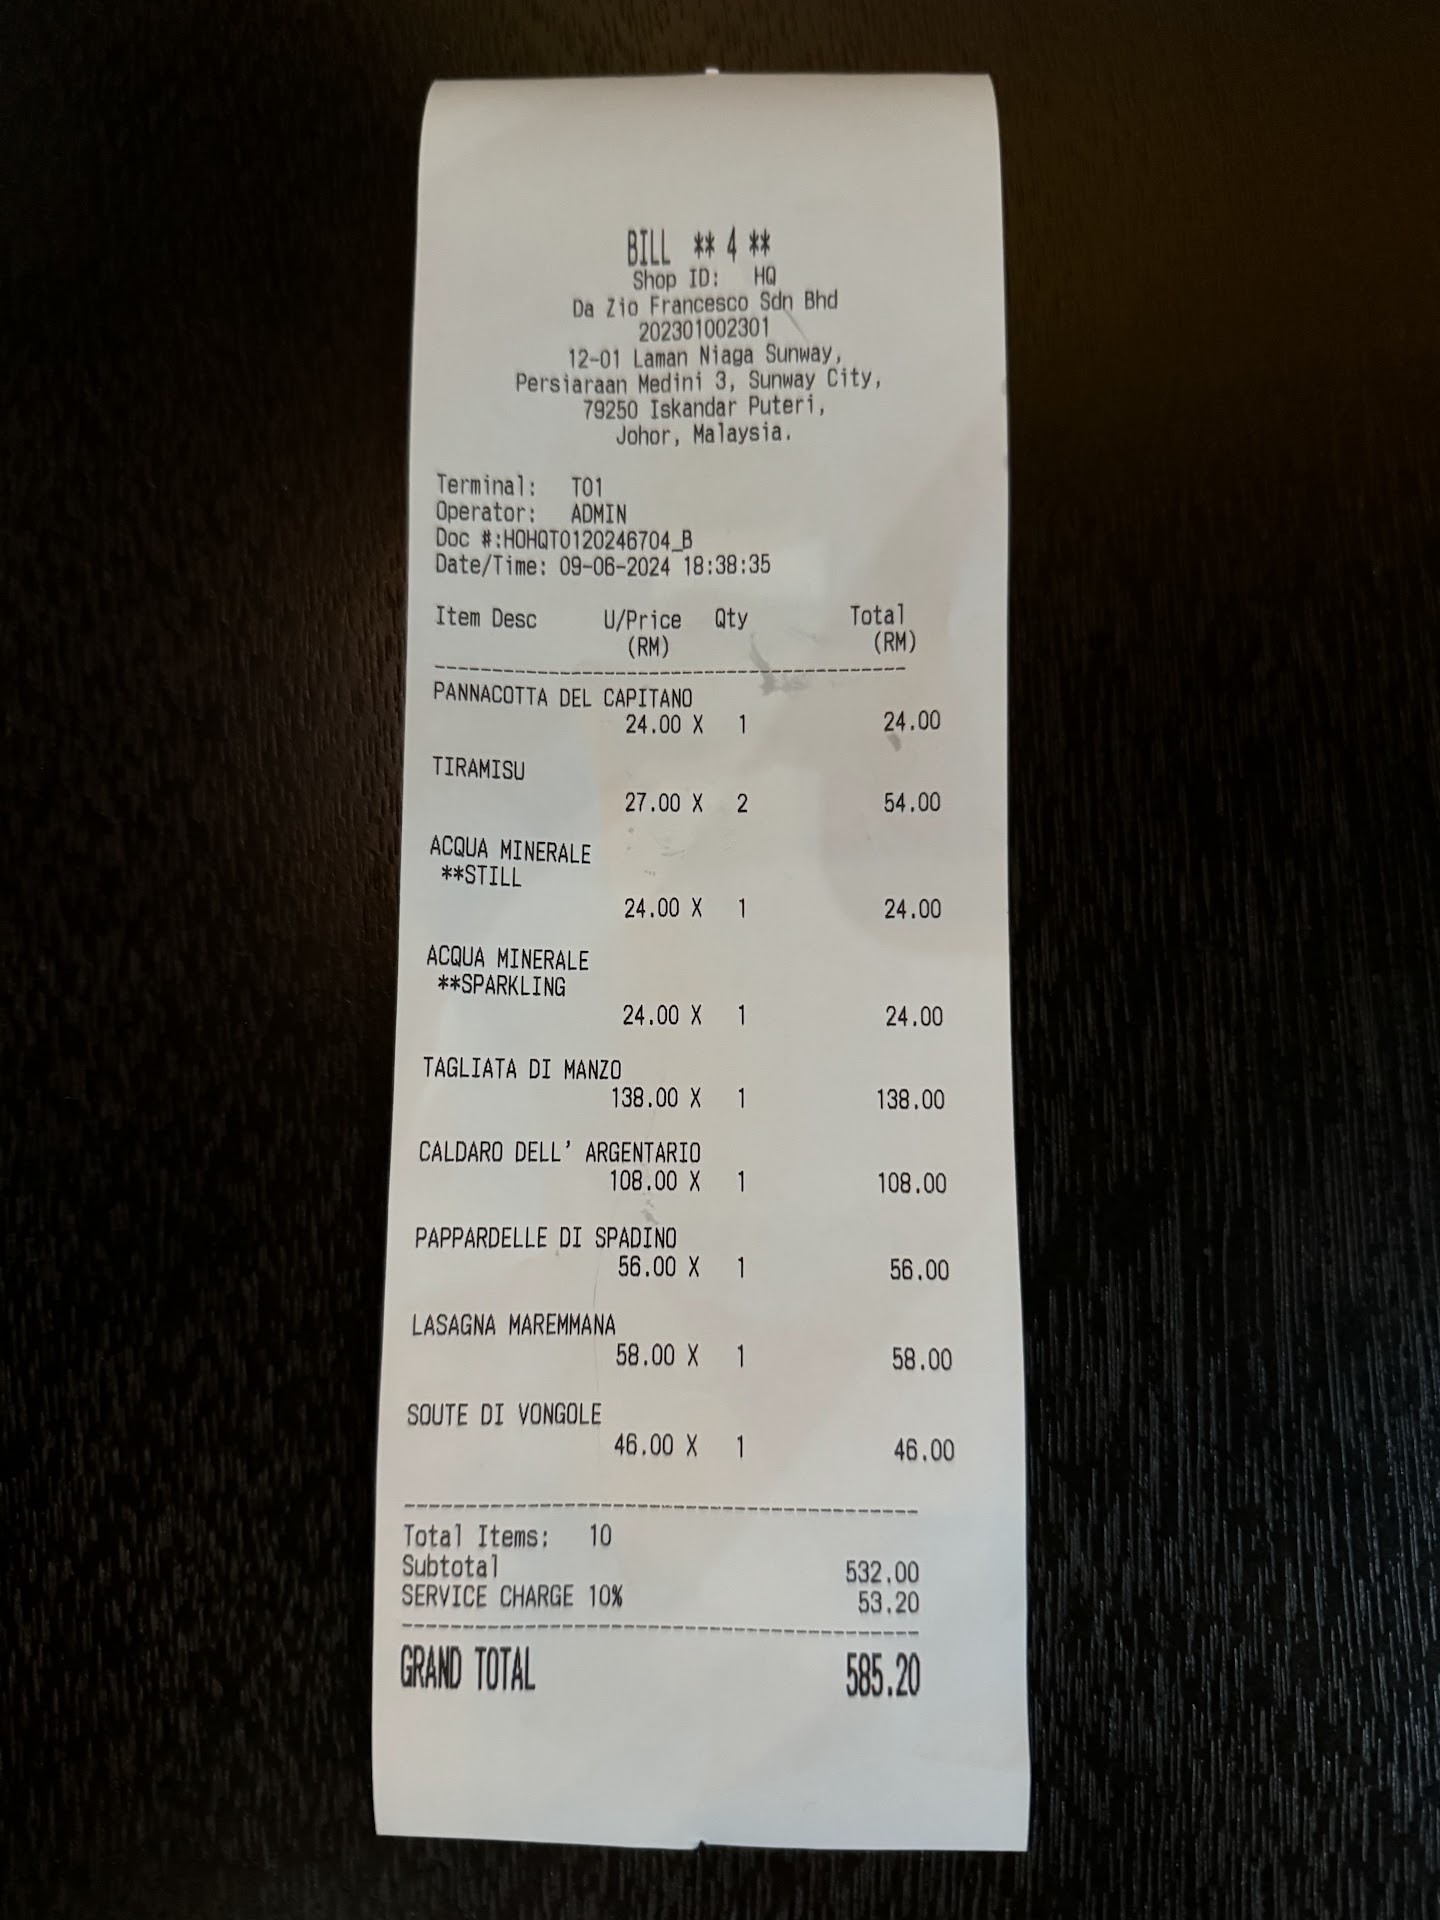 BILL ** 4 **
Shop ID: HQ
Da Zio Francesco Sdn Bhd
202301002301
12-01 Laman Niaga Sunway,
Persiaraan Medini 3, Sunway City,
79250 Iskandar Puteri,
Johor, Malaysia.
Terminal: T01
Operator: ADMIN
Doc #:HOHQT0120246704_B
Date/Time: 09-06-2024 18:38:35
Item Desc U/Price Qty Total
(RM) (RM)
PANNACOTTA DEL CAPITANO
24.00 X 1 24.00
TIRAMISU
27.00 X 2 54.00
ACQUA MINERALE
**STILL
24.00 X 1 24.00
ACQUA MINERALE
**SPARKLING
24.00 X 1 24.00
TAGLIATA DI MANZO
138.00 X 1 138.00
CALDARO DELL' ARGENTARIO
108.00 X 1 108.00
PAPPARDELLE DI SPADINO
56.00 X 1 56.00
LASAGNA MAREMMANA
58.00 X 1 58.00
SOUTE DI VONGOLE
46.00 X 1 46.00
Total Items: 10
Subtotal 532.00
SERVICE CHARGE 10% 53.20
GRAND TOTAL 585.20